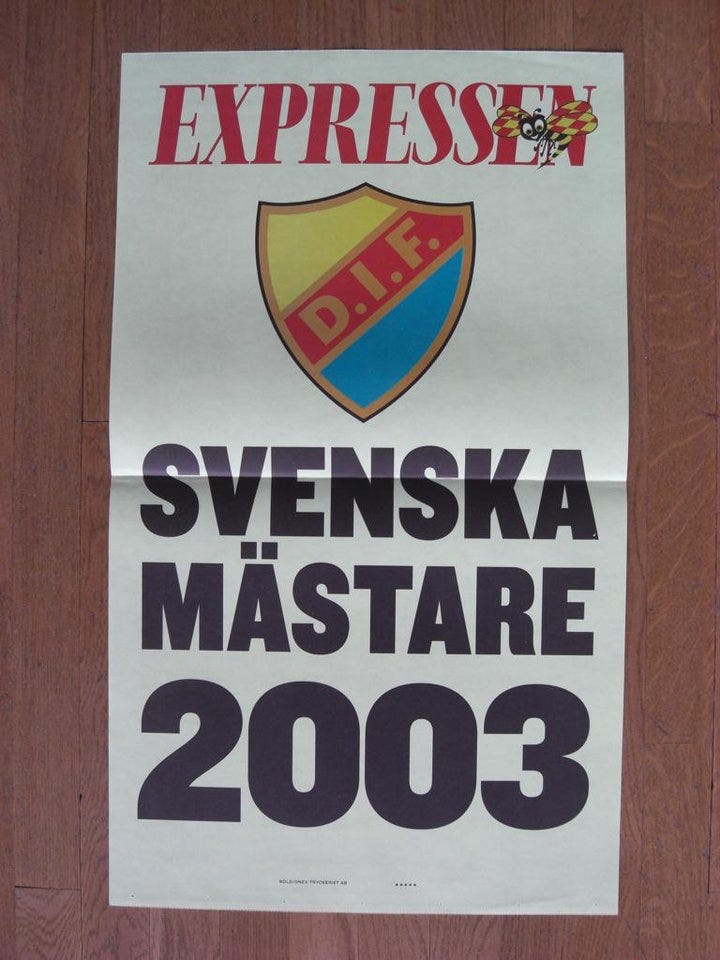 EXPRESSEN
D.I.F.
SVENSKA
MÄSTARE
2003